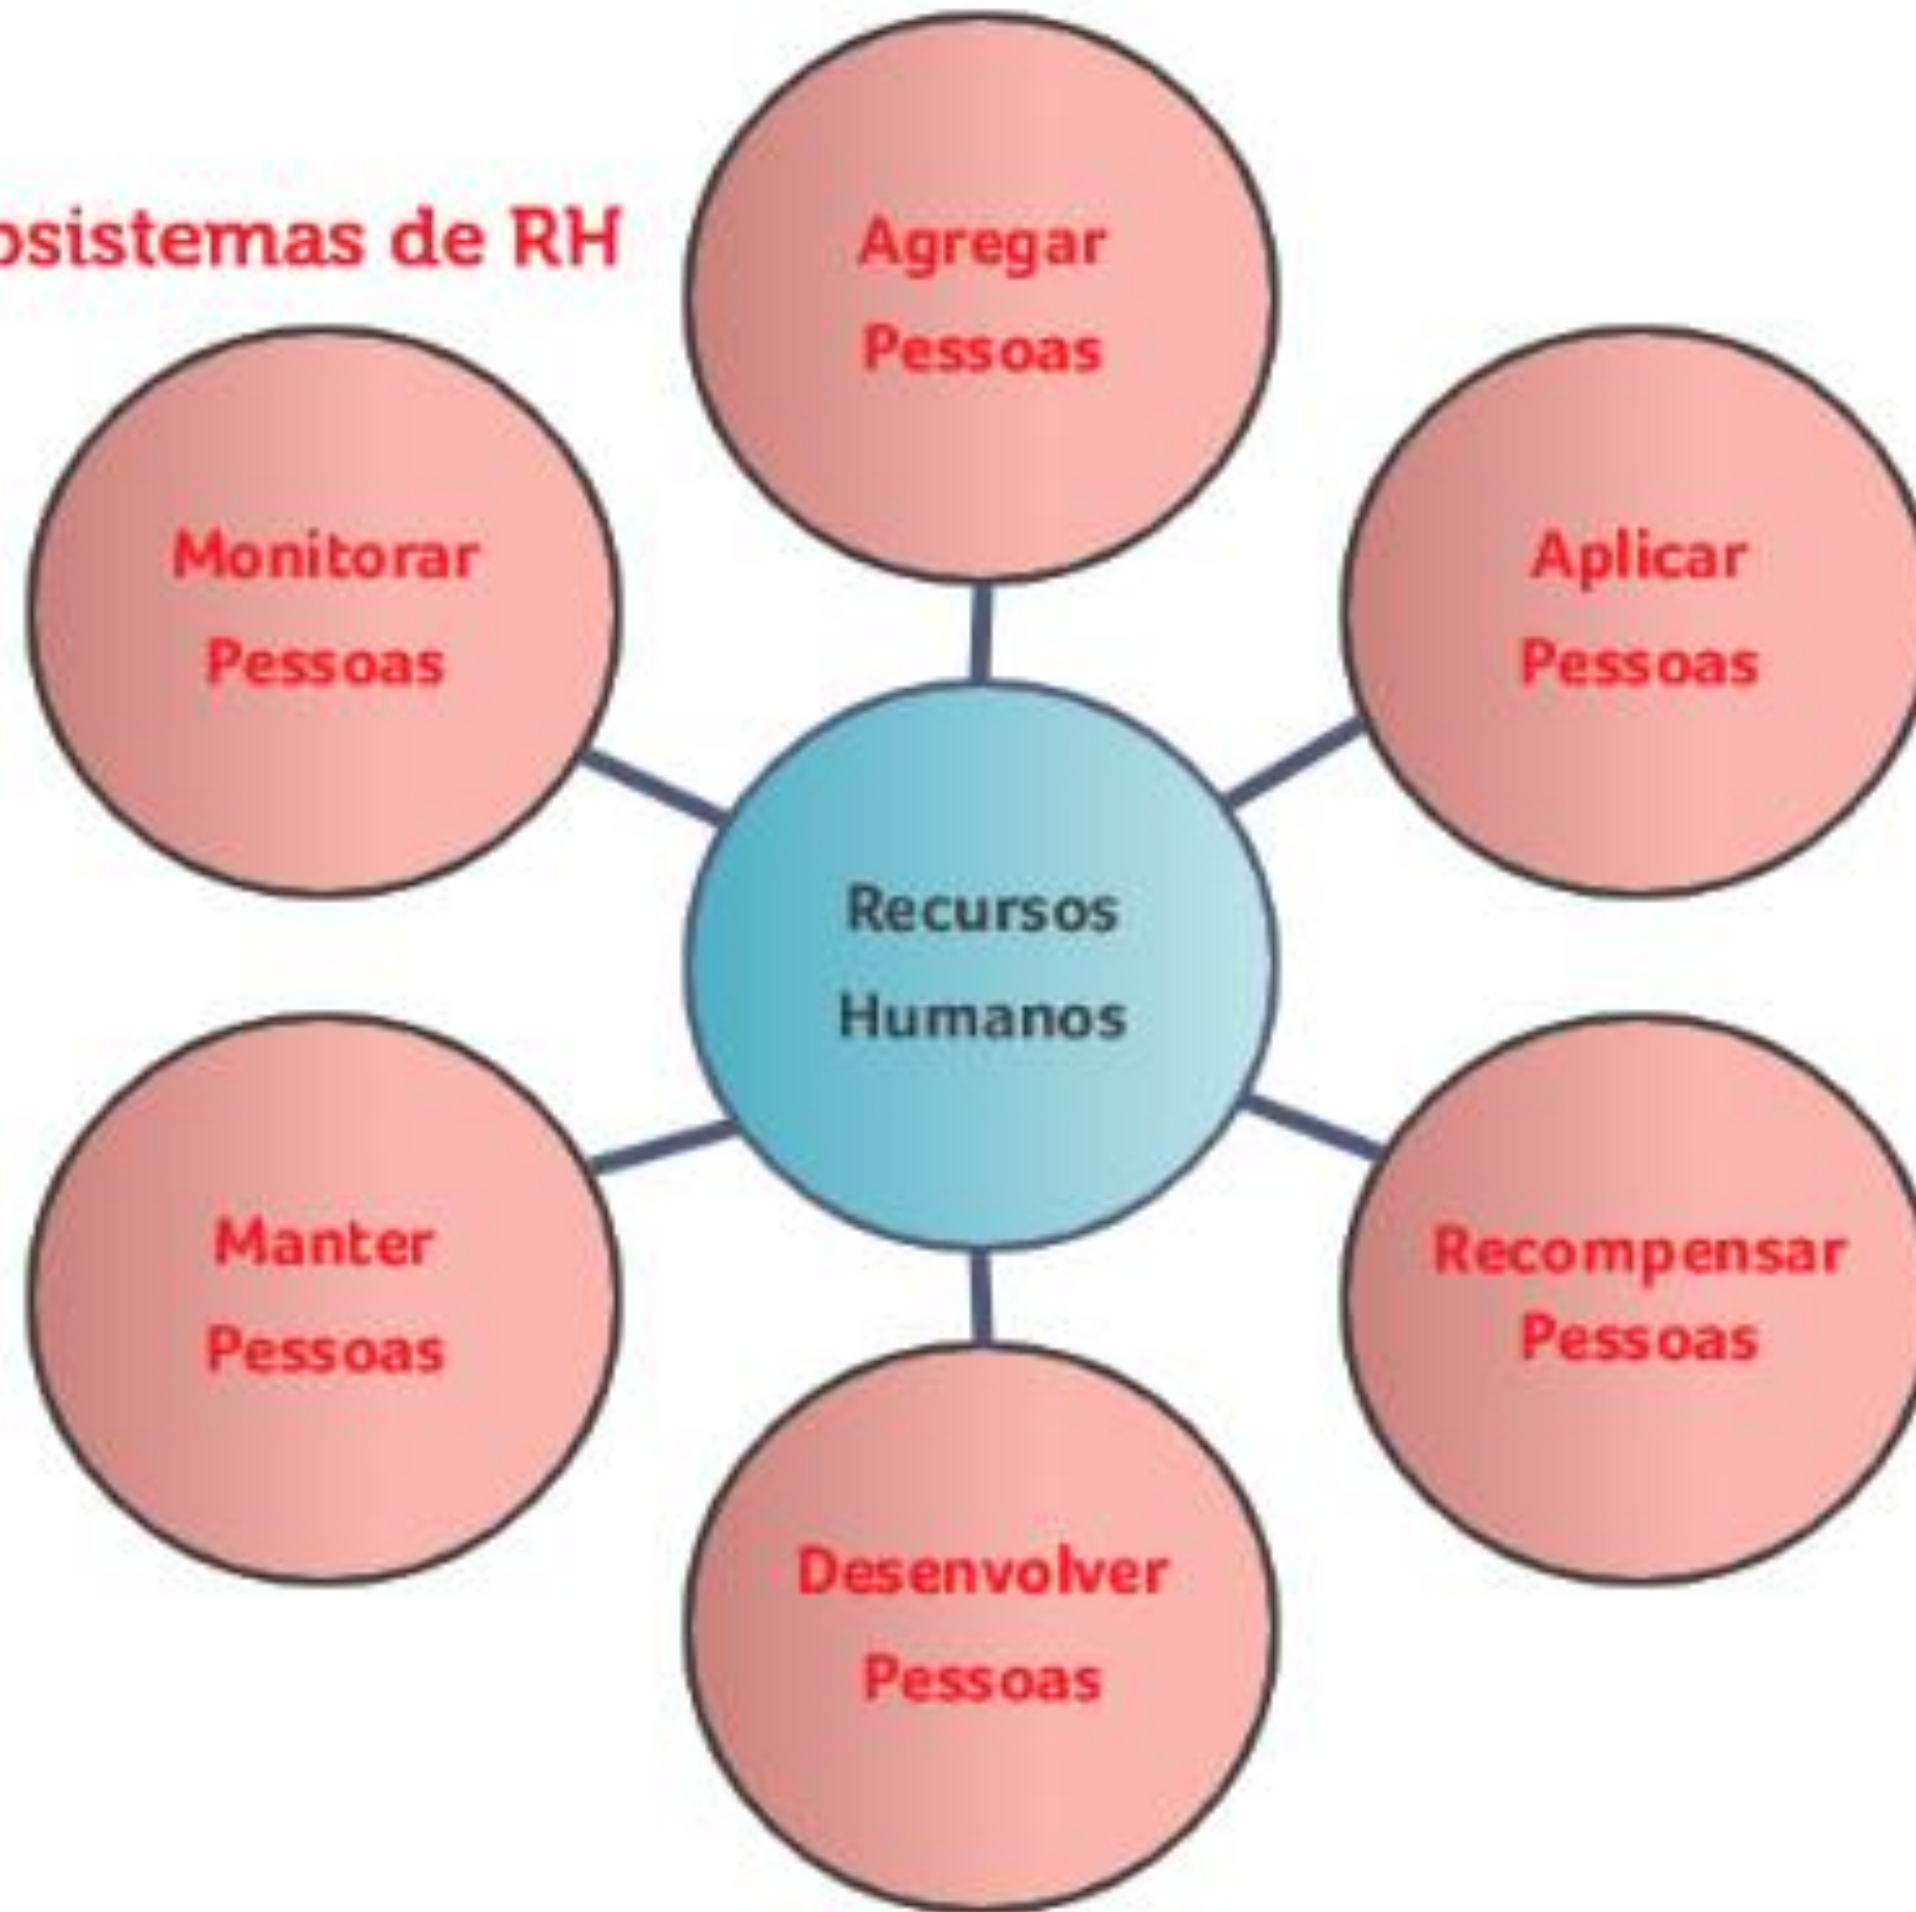 osistemas de RH
Agregar
Pessoas
Monitorar
Pessoas
Aplicar
Pessoas
Recursos
Humanos
Manter
Pessoas
Recompensar
Pessoas
Desenvolver
Pessoas